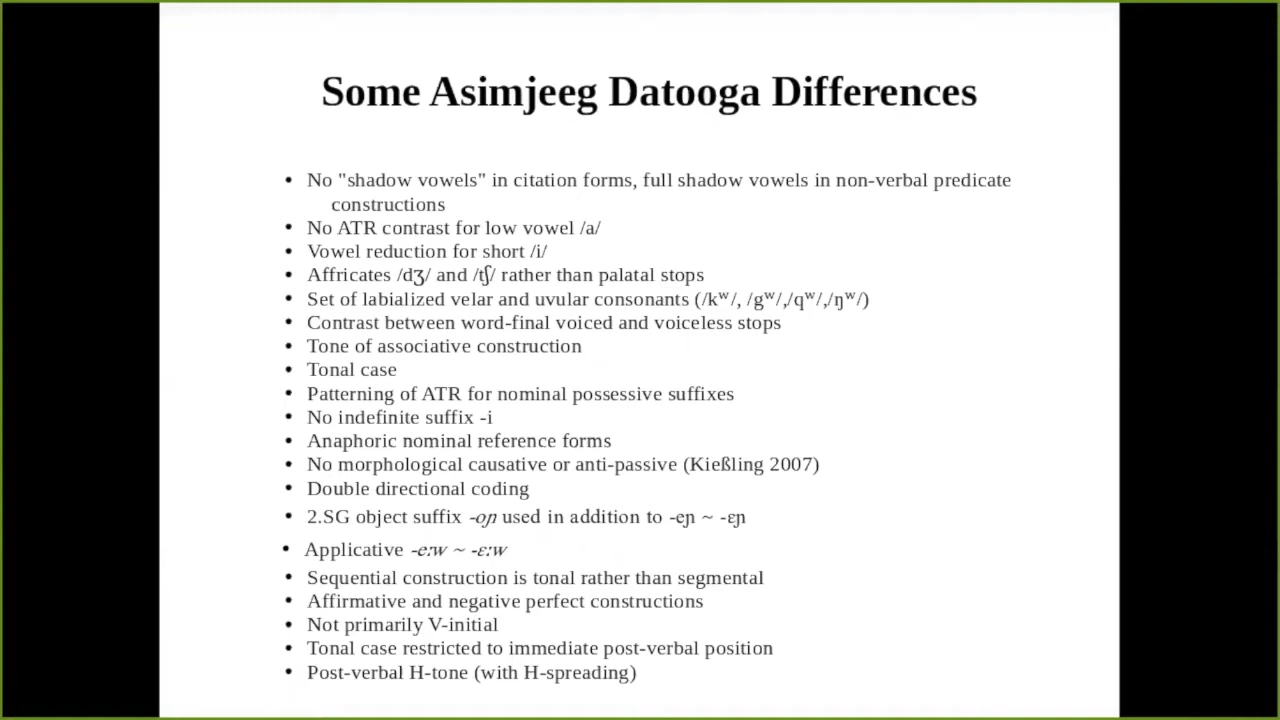 Some Asimjeeg Datooga Differences
• No "shadow vowels" in citation forms, full shadow vowels in non-verbal predicate
constructions
• No ATR contrast for low vowel /a/
• Vowel reduction for short /i/
• Affricates /dʒ/ and /tʃ/ rather than palatal stops
• Set of labialized velar and uvular consonants (/kʷ/, /gʷ/,/qʷ/,/ŋʷ/)
• Contrast between word-final voiced and voiceless stops
• Tone of associative construction
• Tonal case
• Patterning of ATR for nominal possessive suffixes
• No indefinite suffix -i
• Anaphoric nominal reference forms
• No morphological causative or anti-passive (Kießling 2007)
• Double directional coding
• 2.SG object suffix -oɲ used in addition to -eɲ ~ -ɛɲ
• Applicative -e:w ~ -ɛ:w
• Sequential construction is tonal rather than segmental
• Affirmative and negative perfect constructions
• Not primarily V-initial
• Tonal case restricted to immediate post-verbal position
• Post-verbal H-tone (with H-spreading)